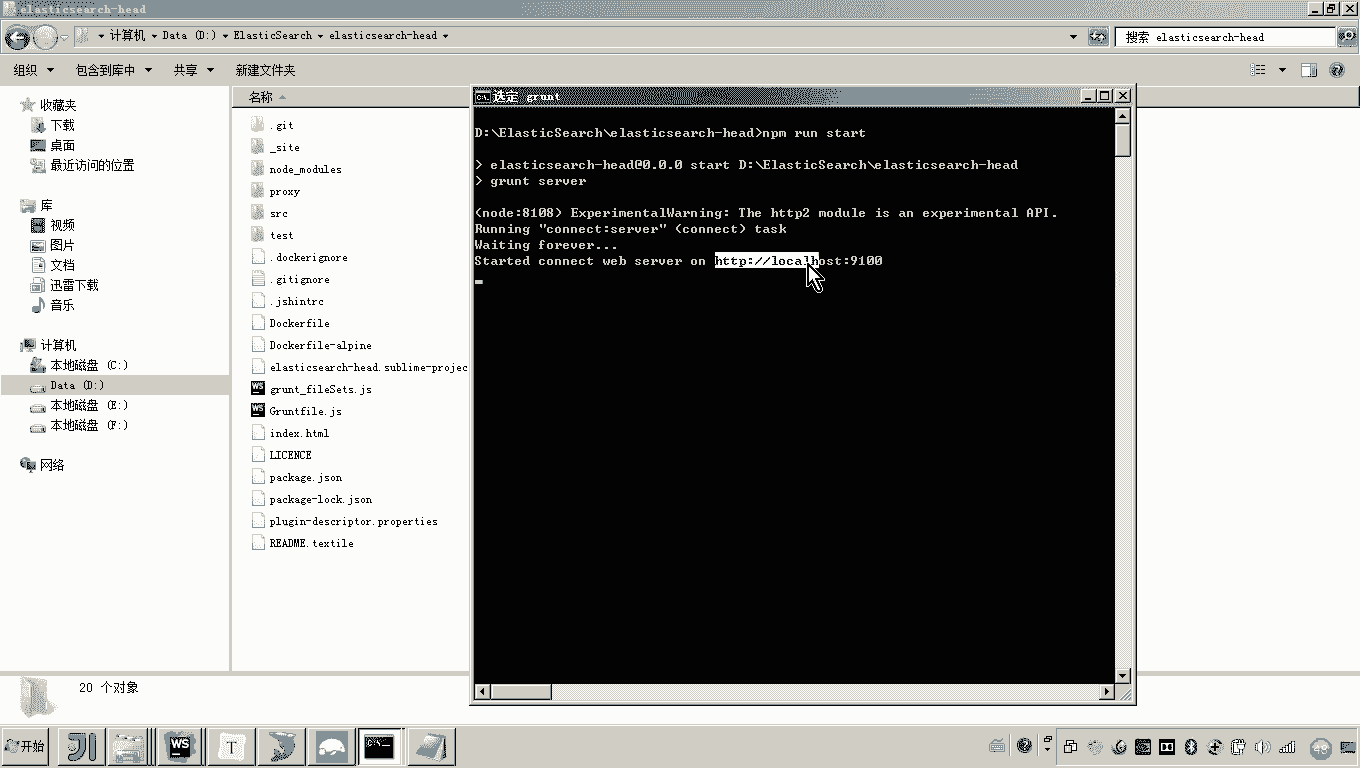 elasticsearch-head
计算机 Data (D:) ElasticSearch elasticsearch-head
搜索 elasticsearch-head
组织 包含到库中 共享 新建文件夹
收藏夹
下载
桌面
最近访问的位置
库
视频
图片
文档
迅雷下载
音乐
计算机
本地磁盘 (C:)
Data (D:)
本地磁盘 (E:)
本地磁盘 (F:)
网络
名称
.git
_site
node_modules
proxy
src
test
.dockerignore
.gitignore
.jshintrc
Dockerfile
Dockerfile-alpine
elasticsearch-head.sublime-projec
grunt_fileSets.js
Gruntfile.js
index.html
LICENCE
package.json
package-lock.json
plugin-descriptor.properties
README.textile
选定 grunt
D:\ElasticSearch\elasticsearch-head>npm run start
> elasticsearch-head@0.0.0 start D:\ElasticSearch\elasticsearch-head
> grunt server
(node:8108) ExperimentalWarning: The http2 module is an experimental API.
Running "connect:server" (connect) task
Waiting forever...
Started connect web server on http://localhost:9100
20 个对象
开始
WS
T
C:\.
48